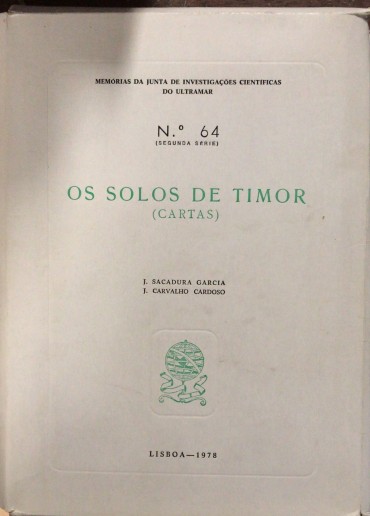 MEMÓRIAS DA JUNTA DE INVESTIGAÇÕES CIENTÍFICAS
DO ULTRAMAR
N.º 64
(SEGUNDA SÉRIE)
OS SOLOS DE TIMOR
(CARTAS)
J. SACADURA GARCIA
J. CARVALHO CARDOSO
LISBOA—1978